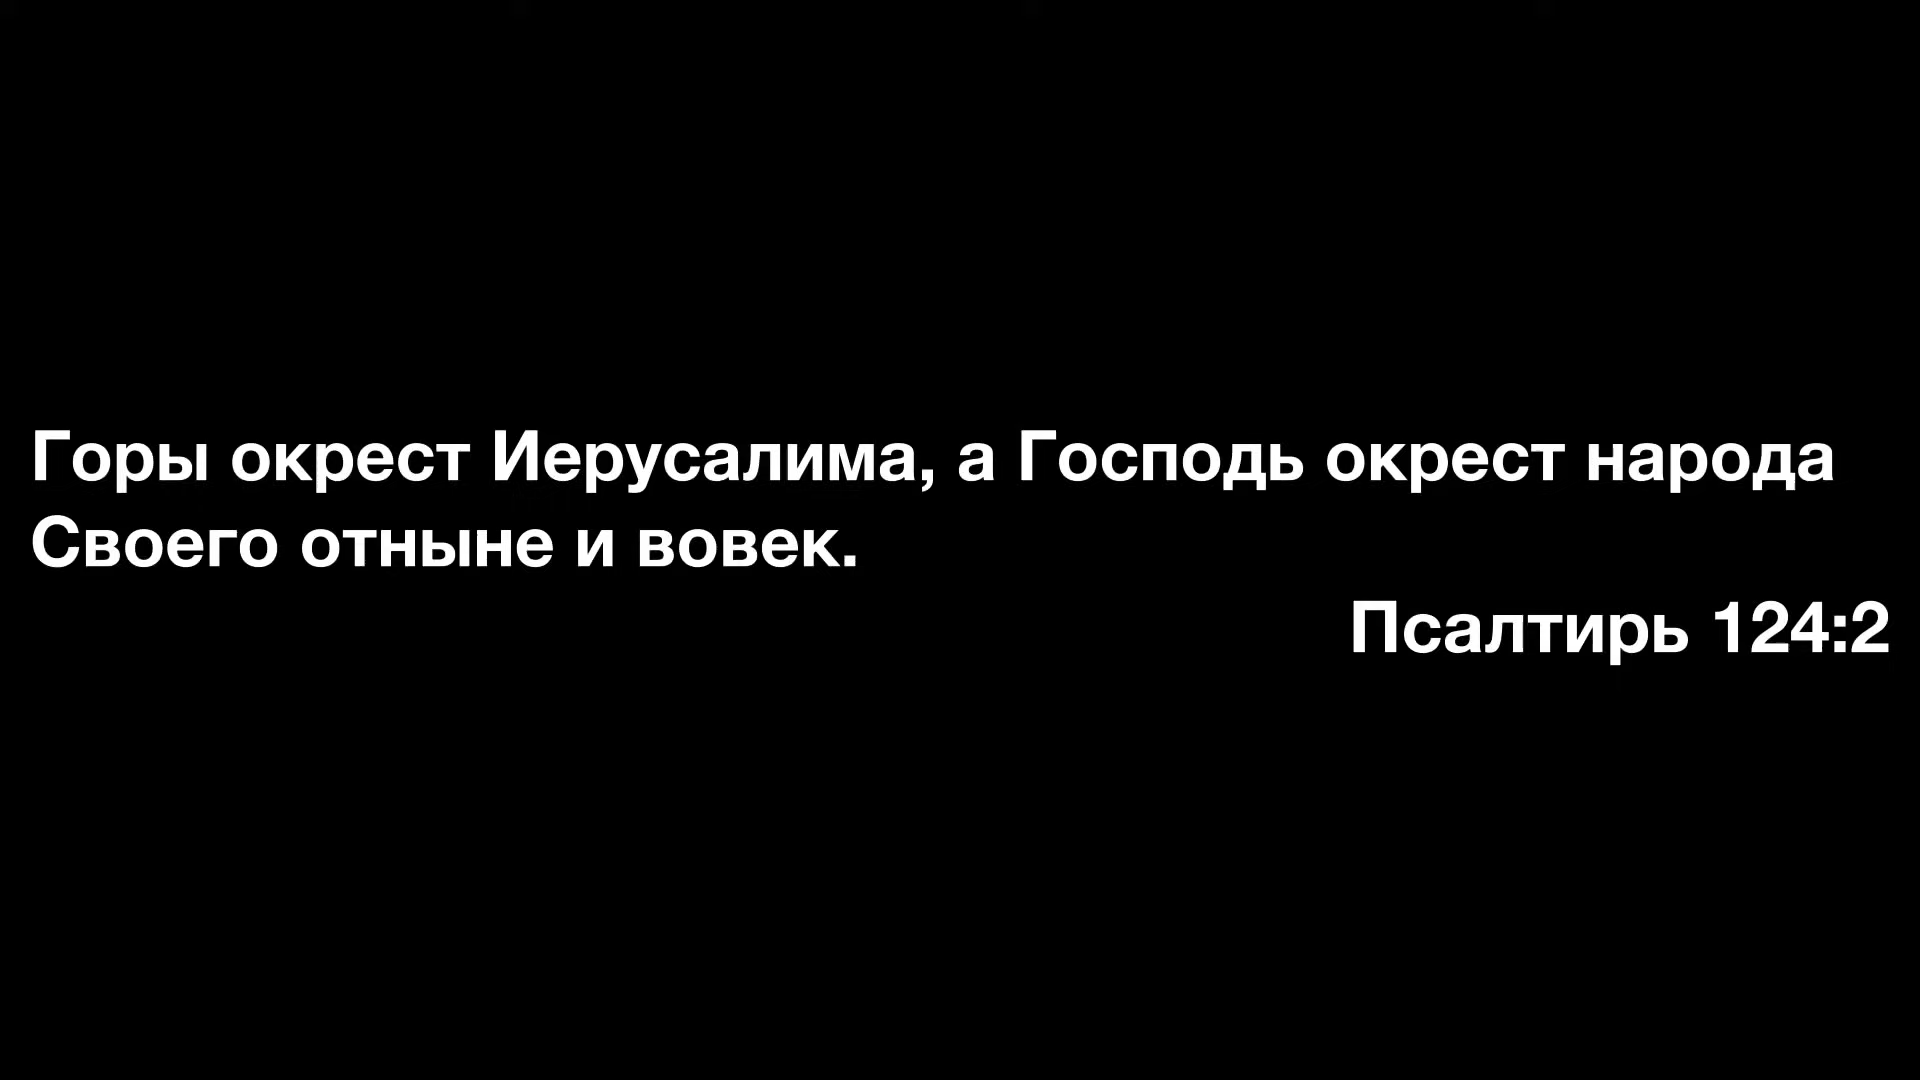 Горы окрест Иерусалима, а Господь окрест народа
Своего отныне и вовек.
Псалтирь 124:2